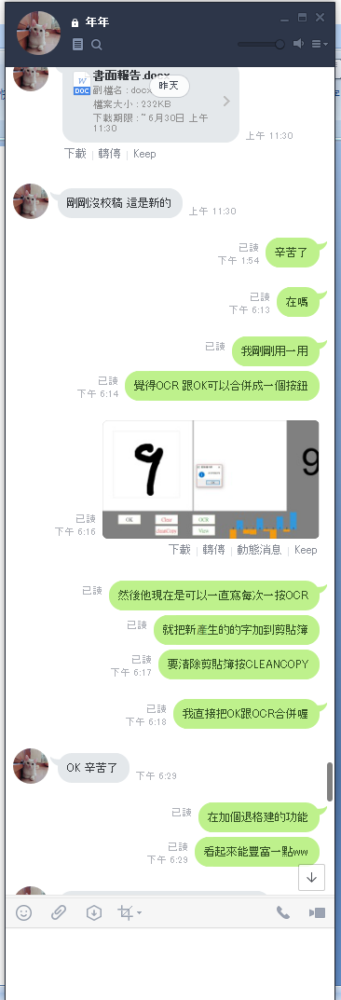 年年
書面報告.docx
昨天
副檔名 : docx
檔案大小 : 232KB
下載期限 : ~ 6月30日 上午
11:30
上午 11:30
下載 | 轉傳 | Keep
剛剛沒校稿 這是新的
上午 11:30
已讀
下午 1:54
辛苦了
已讀
下午 6:13
在嗎
已讀
我剛剛用一用
已讀
下午 6:14
覺得OCR 跟OK可以合併成一個按鈕
9
9
OK
Clear
OCR
cleanCopy
View
已讀
下午 6:16
下載 | 轉傳 | 動態消息 | Keep
已讀
然後他現在是可以一直寫每次一按OCR
已讀
就把新產生的的字加到剪貼簿
已讀
下午 6:17
要清除剪貼簿按CLEANCOPY
已讀
下午 6:18
我直接把OK跟OCR合併喔
OK 辛苦了
下午 6:29
已讀
在加個退格建的功能
已讀
下午 6:29
看起來能豐富一點ww